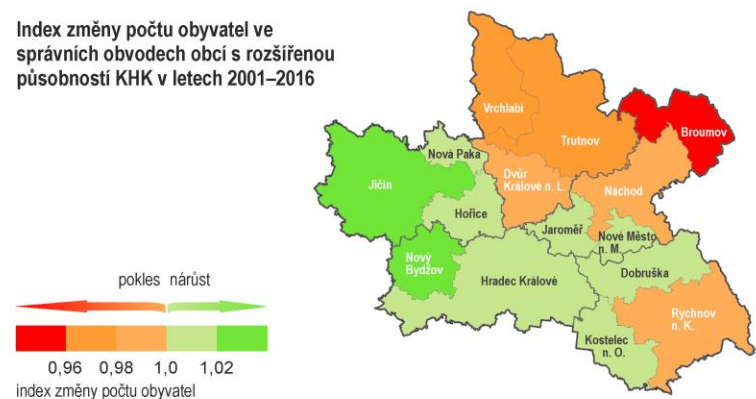 Index změny počtu obyvatel ve
správních obvodech obcí s rozšířenou
působností KHK v letech 2001–2016
Vrchlabí
Trutnov
Broumov
Nová Paka
Dvůr
Králové n. L.
Jičín
Náchod
Hořice
Jaroměř
Nové Město
n. M.
Nový
Bydžov
Hradec Králové
Dobruška
Rychnov
n. K.
Kostelec
n. O.
pokles nárůst
0,96 0,98 1,0 1,02
index změny počtu obyvatel